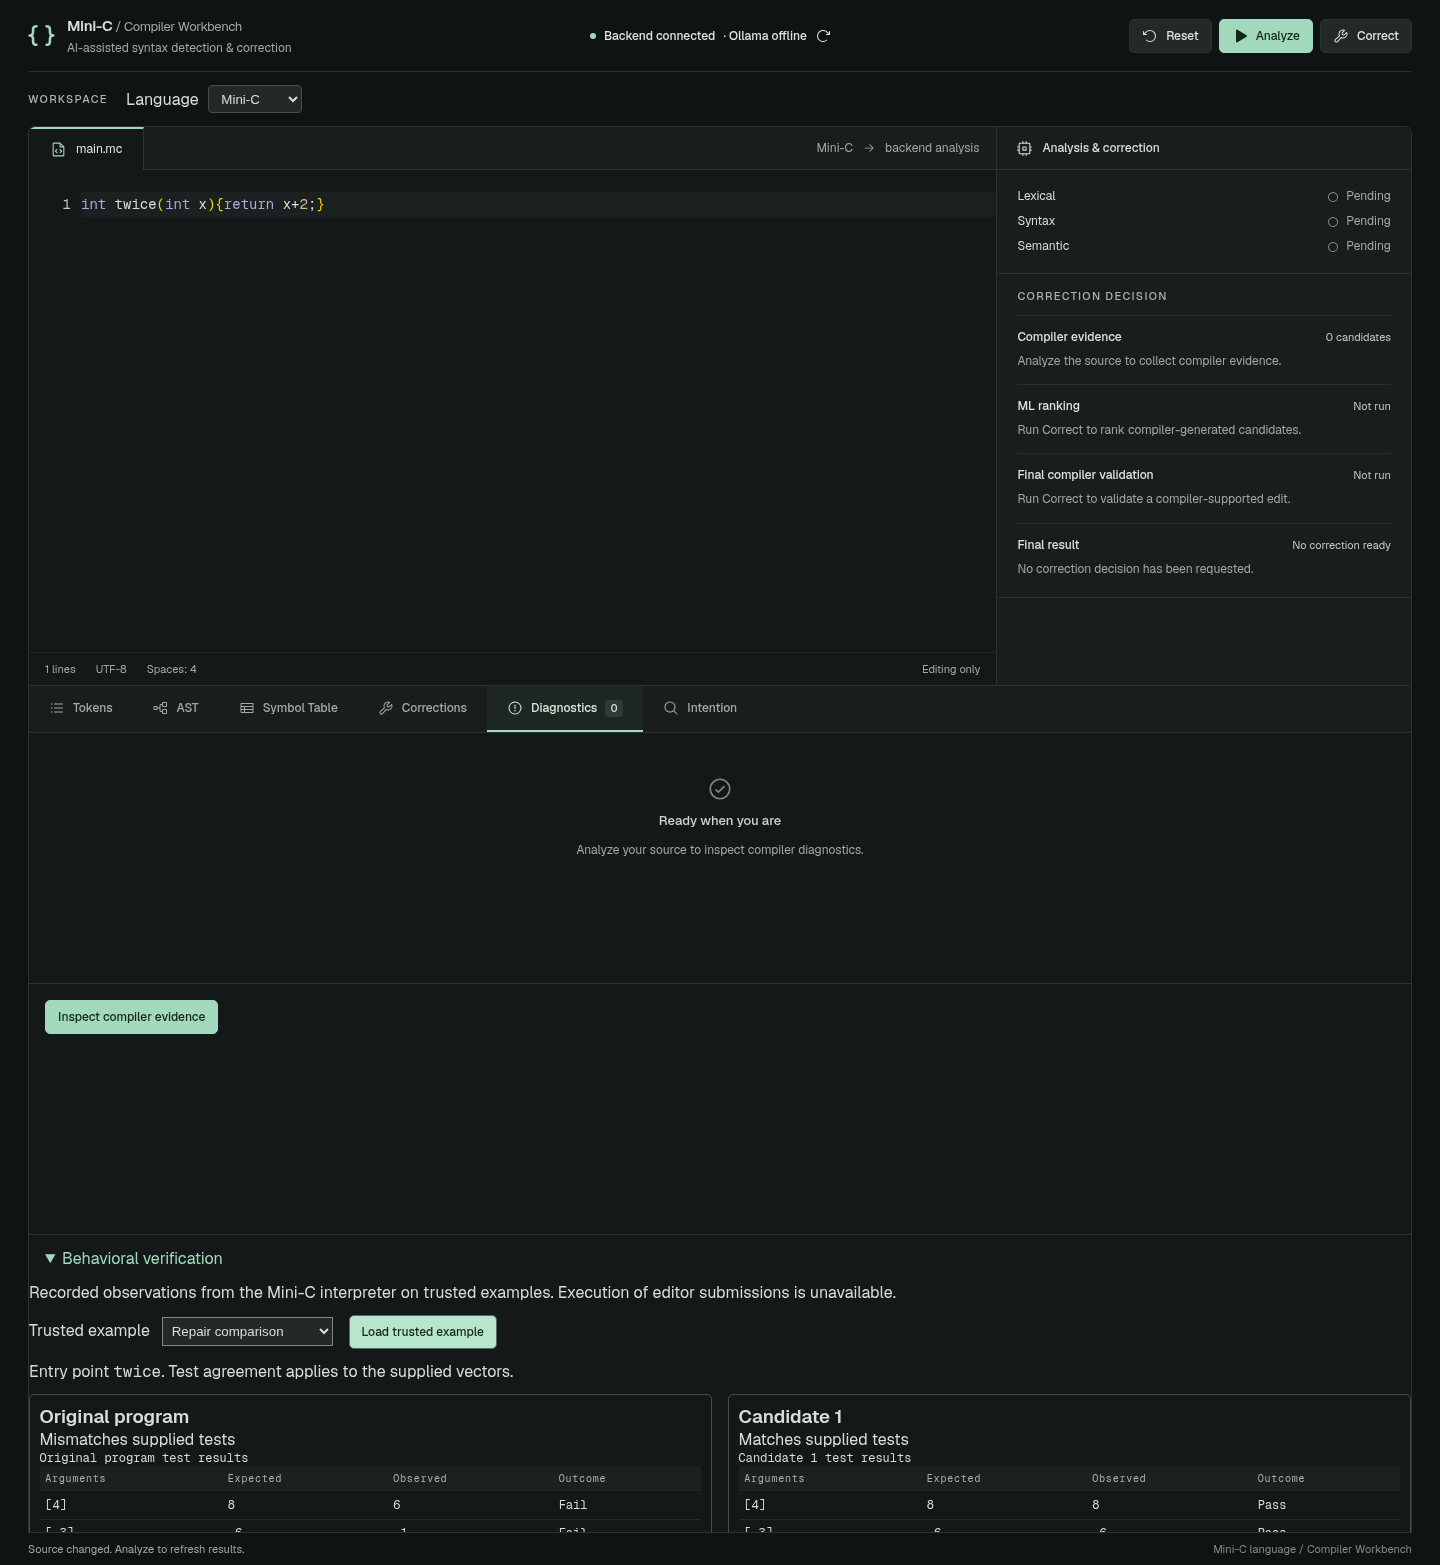 Mini-C / Compiler Workbench
AI-assisted syntax detection & correction
Backend connected · Ollama offline
Reset
Analyze
Correct
WORKSPACE
Language
Mini-C
main.mc
Mini-C → backend analysis
1 int twice(int x){return x+2;}
1 lines
UTF-8
Spaces: 4
Editing only
Analysis & correction
Lexical
Pending
Syntax
Pending
Semantic
Pending
CORRECTION DECISION
Compiler evidence
0 candidates
Analyze the source to collect compiler evidence.
ML ranking
Not run
Run Correct to rank compiler-generated candidates.
Final compiler validation
Not run
Run Correct to validate a compiler-supported edit.
Final result
No correction ready
No correction decision has been requested.
Tokens
AST
Symbol Table
Corrections
Diagnostics 0
Intention
Ready when you are
Analyze your source to inspect compiler diagnostics.
Inspect compiler evidence
▼ Behavioral verification
Recorded observations from the Mini-C interpreter on trusted examples. Execution of editor submissions is unavailable.
Trusted example
Repair comparison
Load trusted example
Entry point twice. Test agreement applies to the supplied vectors.
Original program
Mismatches supplied tests
Original program test results
Arguments Expected Observed Outcome
[4] 8 6 Fail
Candidate 1
Matches supplied tests
Candidate 1 test results
Arguments Expected Observed Outcome
[4] 8 8 Pass
Source changed. Analyze to refresh results.
Mini-C language / Compiler Workbench